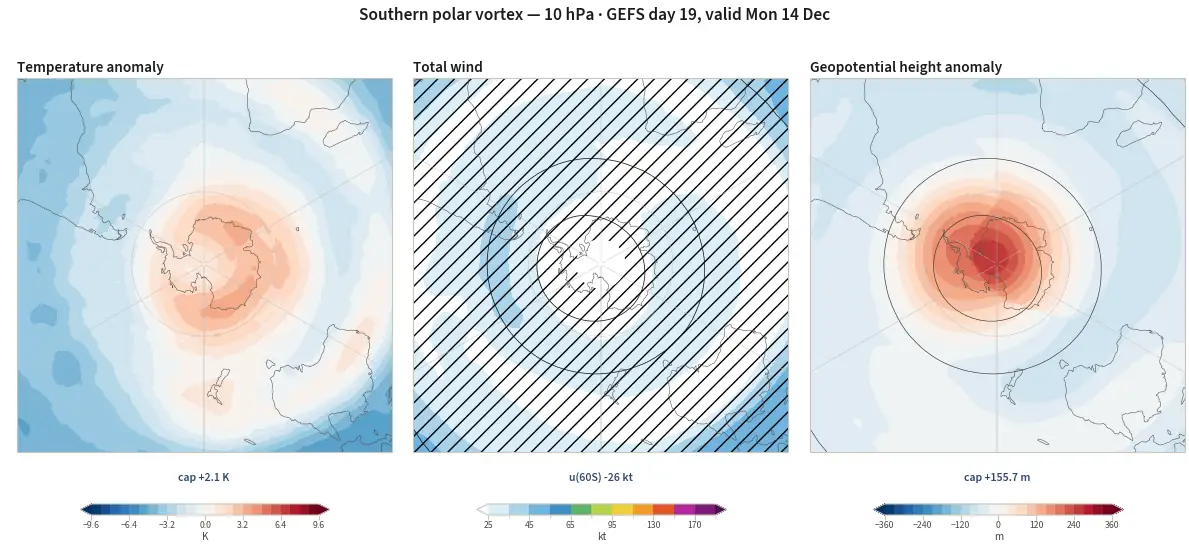 Southern polar vortex — 10 hPa · GEFS day 19, valid Mon 14 Dec
Temperature anomaly
Total wind
Geopotential height anomaly
cap +2.1 K
u(60S) -26 kt
cap +155.7 m
−9.6 −6.4 −3.2 0.0 3.2 6.4 9.6
K
25 45 65 95 130 170
kt
−360 −240 −120 0 120 240 360
m